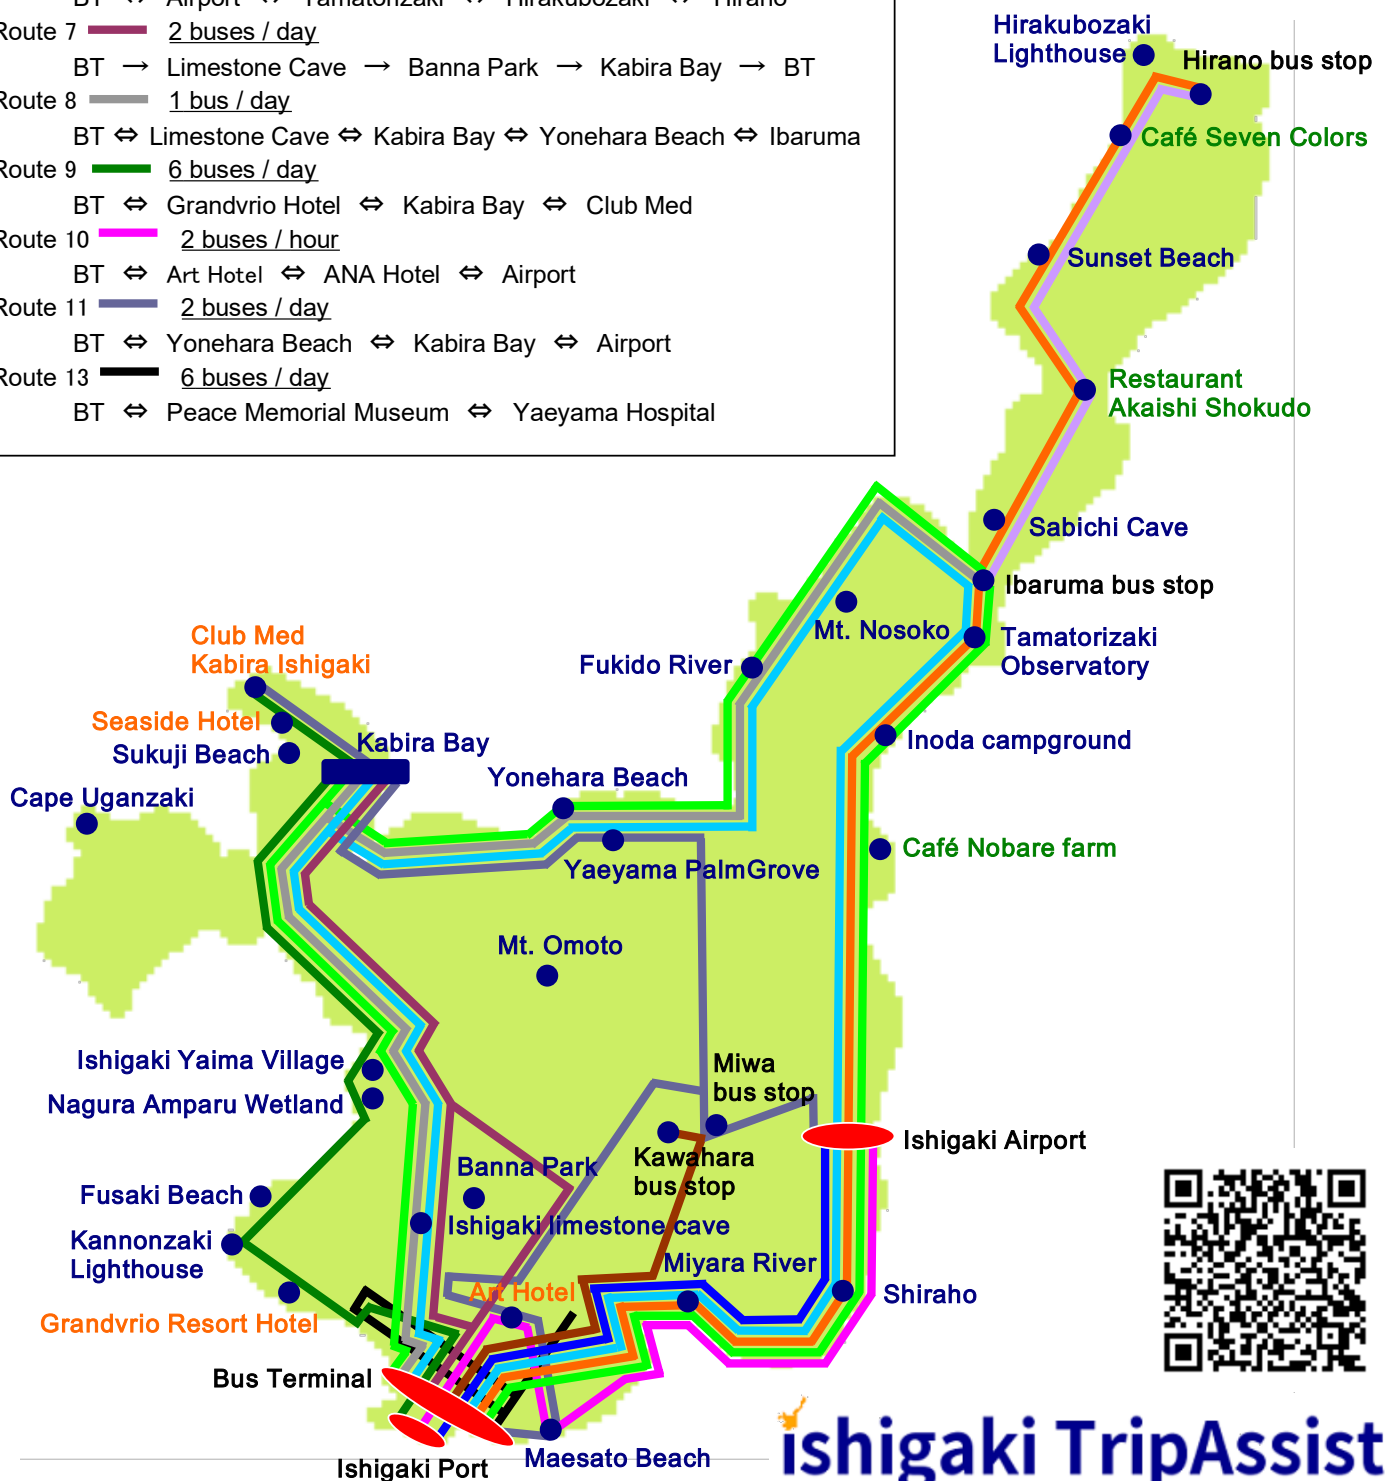 BT ⇔ Airport ⇔ Tamatorizaki ⇔ Hirakubozaki ⇔ Hirano
Route 7 2 buses / day
BT → Limestone Cave → Banna Park → Kabira Bay → BT
Route 8 1 bus / day
BT ⇔ Limestone Cave ⇔ Kabira Bay ⇔ Yonehara Beach ⇔ Ibaruma
Route 9 6 buses / day
BT ⇔ Grandvrio Hotel ⇔ Kabira Bay ⇔ Club Med
Route 10 2 buses / hour
BT ⇔ Art Hotel ⇔ ANA Hotel ⇔ Airport
Route 11 2 buses / day
BT ⇔ Yonehara Beach ⇔ Kabira Bay ⇔ Airport
Route 13 6 buses / day
BT ⇔ Peace Memorial Museum ⇔ Yaeyama Hospital
Hirakubozaki
Lighthouse
Hirano bus stop
Café Seven Colors
Sunset Beach
Restaurant
Akaishi Shokudo
Sabichi Cave
Ibaruma bus stop
Mt. Nosoko
Tamatorizaki
Observatory
Fukido River
Club Med
Kabira Ishigaki
Seaside Hotel
Sukuji Beach
Kabira Bay
Inoda campground
Yonehara Beach
Cape Uganzaki
Café Nobare farm
Yaeyama PalmGrove
Mt. Omoto
Ishigaki Yaima Village
Nagura Amparu Wetland
Miwa
bus stop
Ishigaki Airport
Kawahara
bus stop
Banna Park
Fusaki Beach
Ishigaki limestone cave
Kannonzaki
Lighthouse
Miyara River
Shiraho
Art Hotel
Grandvrio Resort Hotel
Bus Terminal
Maesato Beach
Ishigaki Port
ishigaki TripAssist